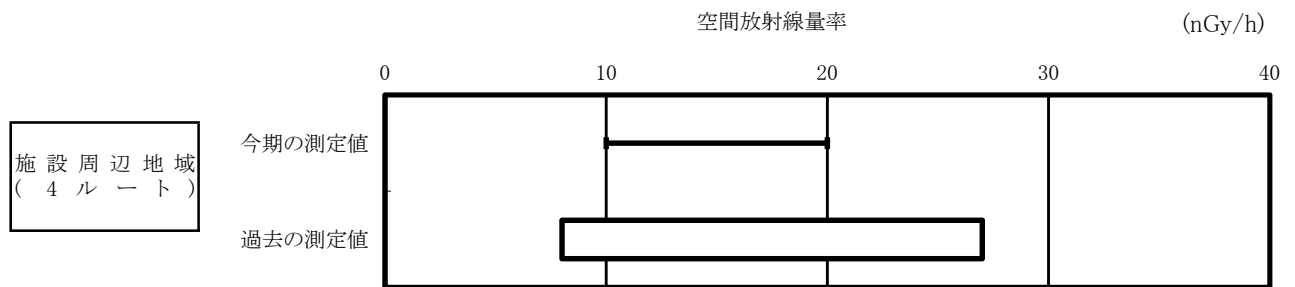 空間放射線量率 (nGy/h)
0 10 20 30 40
施設周辺地域
(4ルート)
今期の測定値
過去の測定値